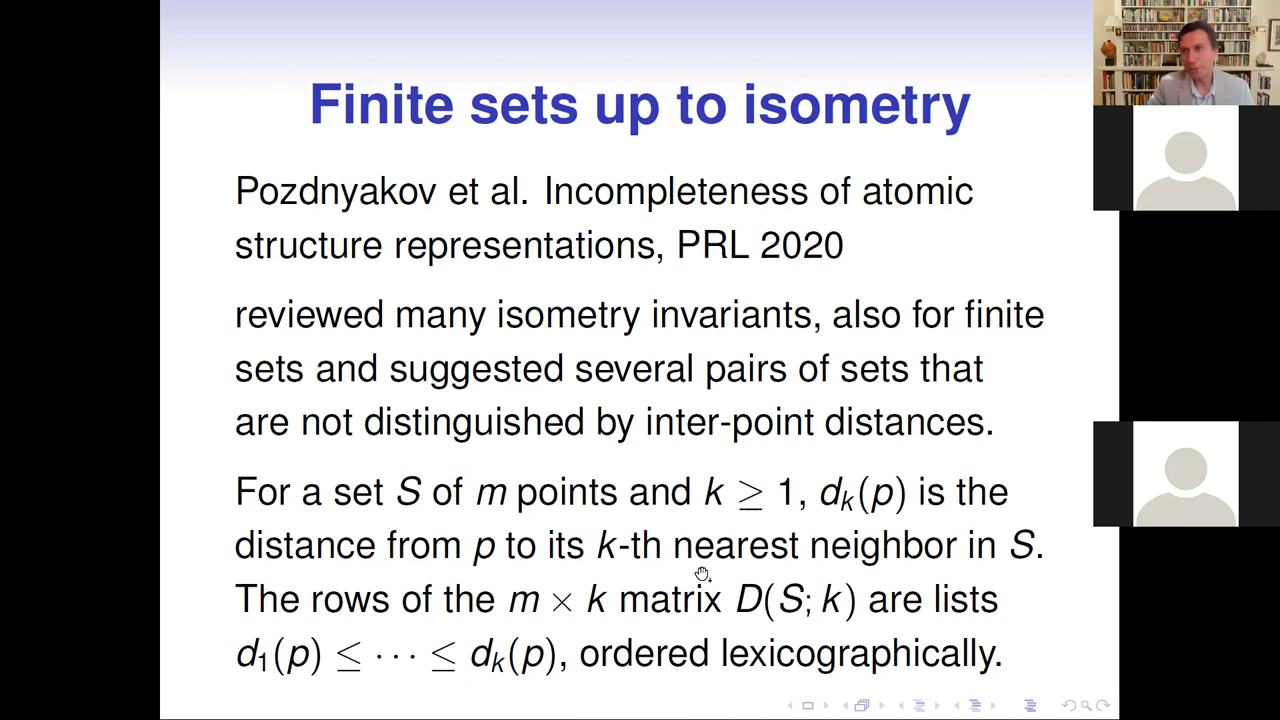 Finite sets up to isometry
Pozdnyakov et al. Incompleteness of atomic
structure representations, PRL 2020
reviewed many isometry invariants, also for finite
sets and suggested several pairs of sets that
are not distinguished by inter-point distances.
For a set S of m points and k ≥ 1, dₖ(p) is the
distance from p to its k-th nearest neighbor in S.
The rows of the m × k matrix D(S; k) are lists
d₁(p) ≤ ⋯ ≤ dₖ(p), ordered lexicographically.